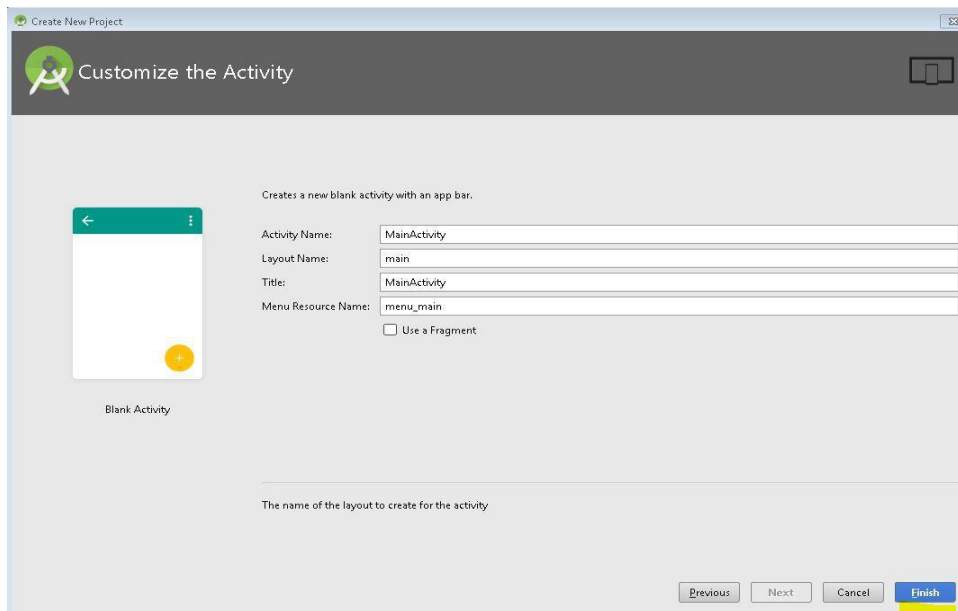 Create New Project
Customize the Activity
Creates a new blank activity with an app bar.
Activity Name: MainActivity
Layout Name: main
Title: MainActivity
Menu Resource Name: menu_main
Use a Fragment
Blank Activity
The name of the layout to create for the activity
Previous Next Cancel Finish